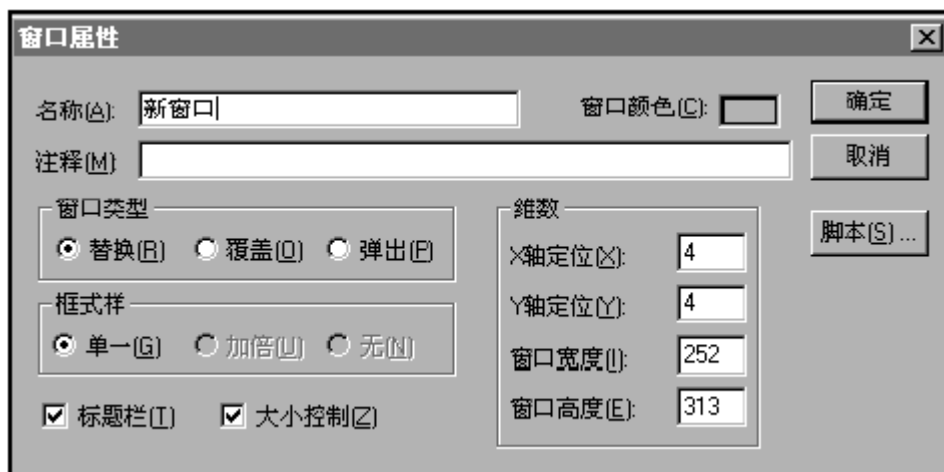 窗口属性
名称(A): 新窗口 窗口颜色(C): 确定
注释(M) 取消
窗口类型 维数
替换(R) 覆盖(O) 弹出(P) X轴定位(X): 4 脚本(S) ...
框式样 Y轴定位(Y): 4
单一(G) 加倍(U) 无(N) 窗口宽度(I): 252
标题栏(T) 大小控制(Z) 窗口高度(E): 313